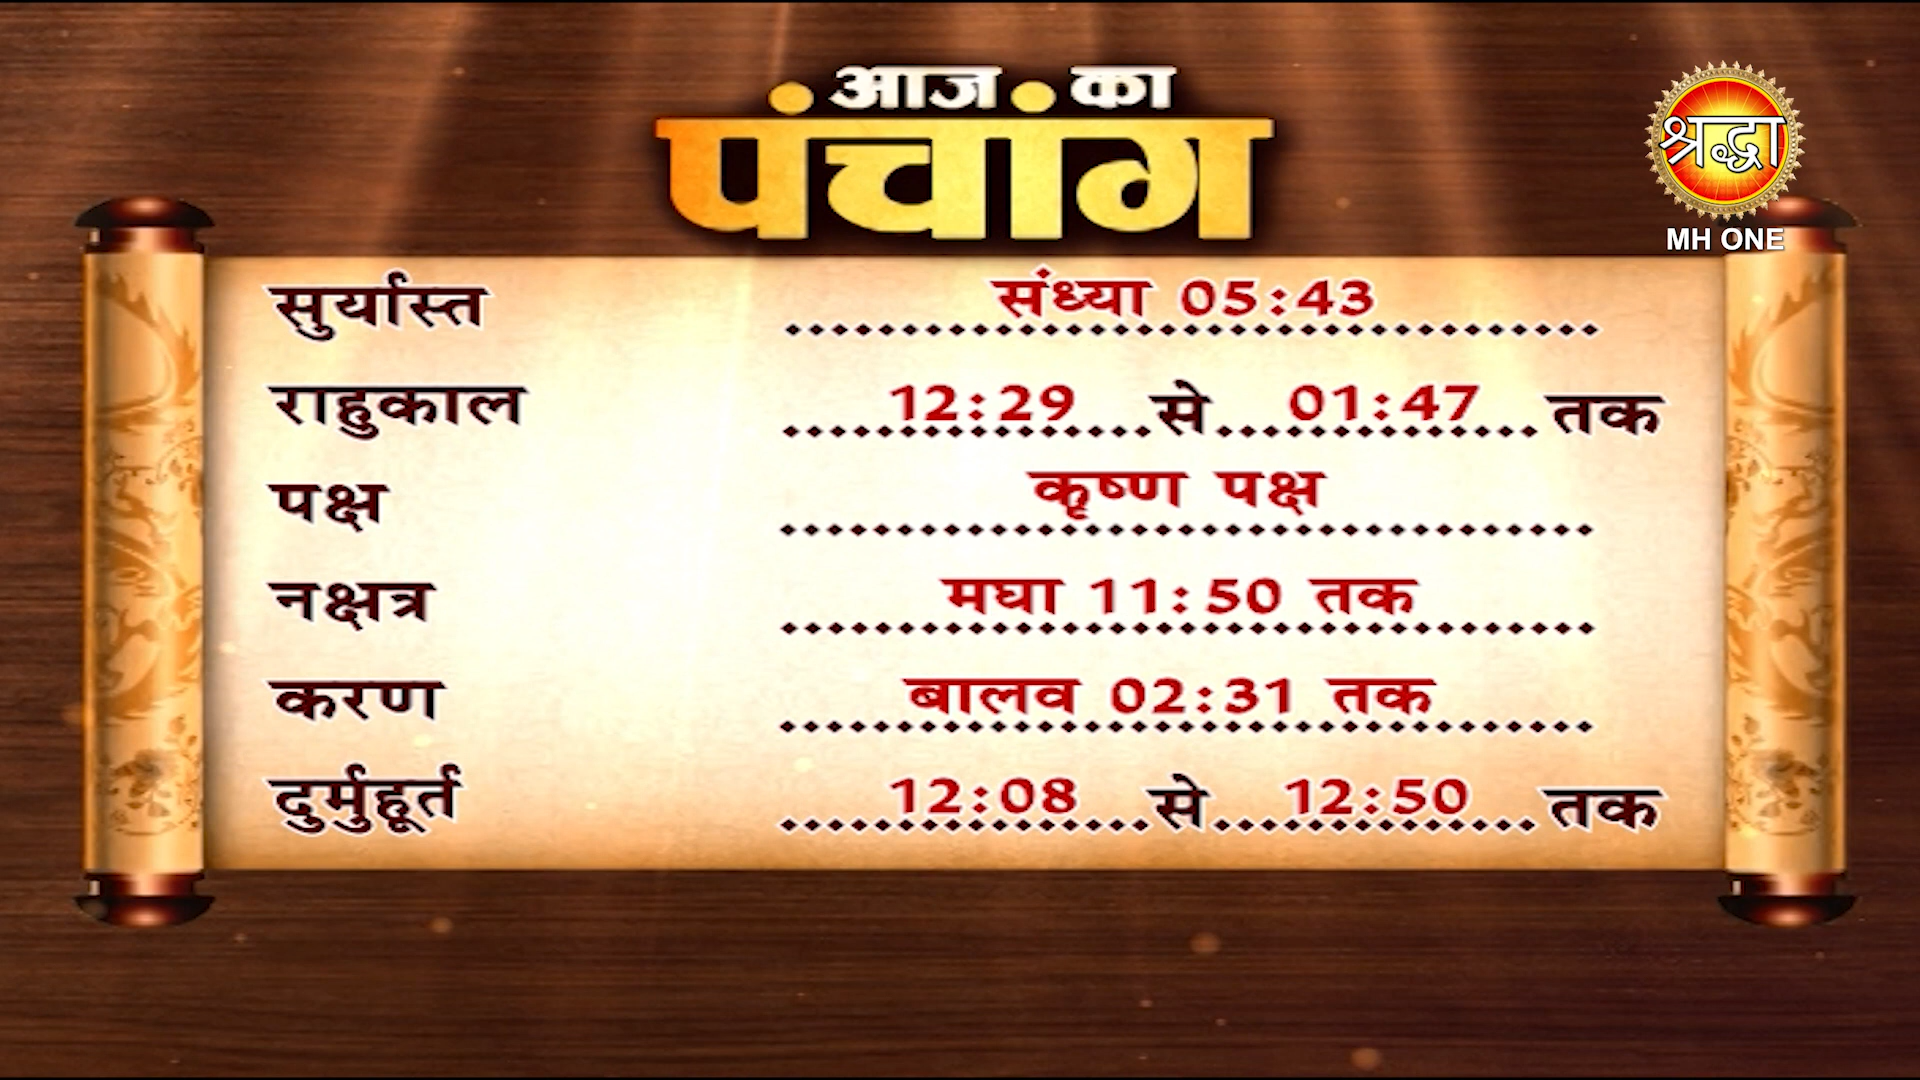 आज का
पंचांग
श्रद्धा
MH ONE
सुर्यास्त संध्या 05:43
राहुकाल 12:29 से 01:47 तक
पक्ष कृष्ण पक्ष
नक्षत्र मघा 11:50 तक
करण बालव 02:31 तक
दुर्मुहूर्त 12:08 से 12:50 तक